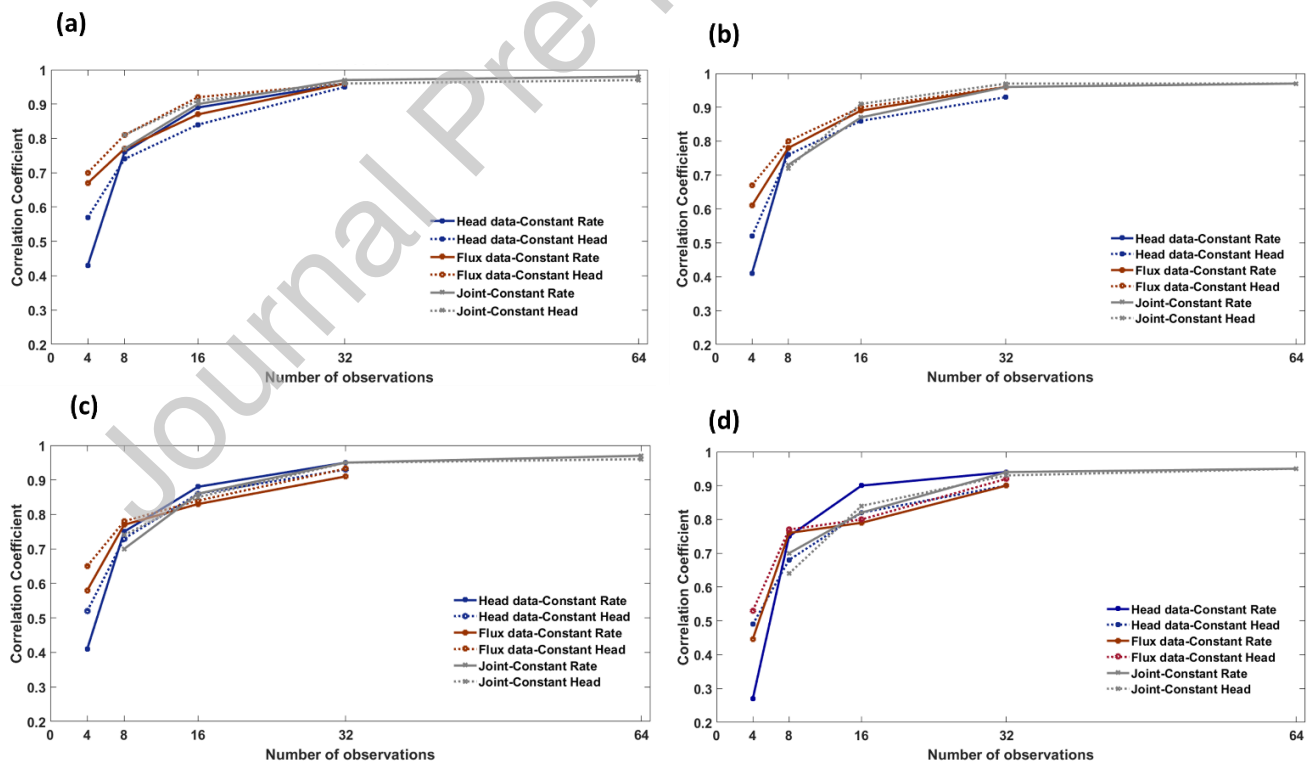 (a)
1
0.9
0.8
0.7
0.6
0.5
0.4
0.3
0.2
0 4 8 16 32 64
Correlation Coefficient
Number of observations
Head data-Constant Rate
Head data-Constant Head
Flux data-Constant Rate
Flux data-Constant Head
Joint-Constant Rate
Joint-Constant Head
(b)
1
0.9
0.8
0.7
0.6
0.5
0.4
0.3
0.2
0 4 8 16 32 64
Correlation Coefficient
Number of observations
Head data-Constant Rate
Head data-Constant Head
Flux data-Constant Rate
Flux data-Constant Head
Joint-Constant Rate
Joint-Constant Head
(c)
1
0.9
0.8
0.7
0.6
0.5
0.4
0.3
0.2
0 4 8 16 32 64
Correlation Coefficient
Number of observations
Head data-Constant Rate
Head data-Constant Head
Flux data-Constant Rate
Flux data-Constant Head
Joint-Constant Rate
Joint-Constant Head
(d)
1
0.9
0.8
0.7
0.6
0.5
0.4
0.3
0.2
0 4 8 16 32 64
Correlation Coefficient
Number of observations
Head data-Constant Rate
Head data-Constant Head
Flux data-Constant Rate
Flux data-Constant Head
Joint-Constant Rate
Joint-Constant Head
Journal Pre-